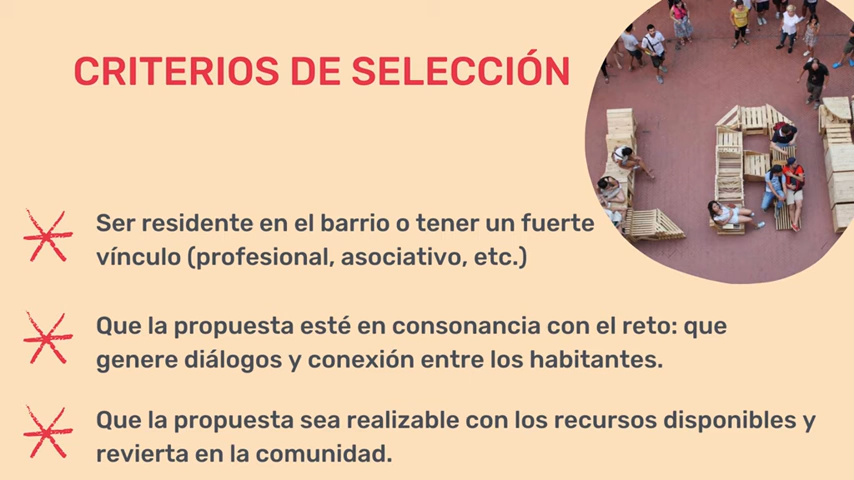 CRITERIOS DE SELECCIÓN
Ser residente en el barrio o tener un fuerte
vínculo (profesional, asociativo, etc.)
Que la propuesta esté en consonancia con el reto: que
genere diálogos y conexión entre los habitantes.
Que la propuesta sea realizable con los recursos disponibles y
revierta en la comunidad.